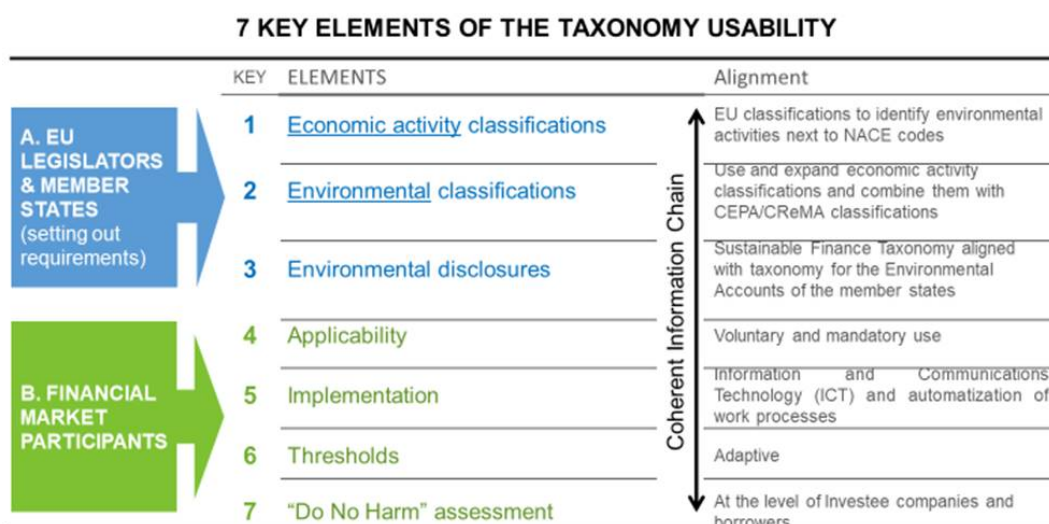 7 KEY ELEMENTS OF THE TAXONOMY USABILITY
KEY ELEMENTS Alignment
A. EU
LEGISLATORS
& MEMBER
STATES
(setting out
requirements)
1 Economic activity classifications
EU classifications to identify environmental
activities next to NACE codes
2 Environmental classifications
Use and expand economic activity
classifications and combine them with
CEPA/CReMA classifications
3 Environmental disclosures
Sustainable Finance Taxonomy aligned
with taxonomy for the Environmental
Accounts of the member states
Coherent Information Chain
B. FINANCIAL
MARKET
PARTICIPANTS
4 Applicability
Voluntary and mandatory use
5 Implementation
Information and Communications
Technology (ICT) and automatization of
work processes
6 Thresholds
Adaptive
7 “Do No Harm” assessment
At the level of Investee companies and
borrowers